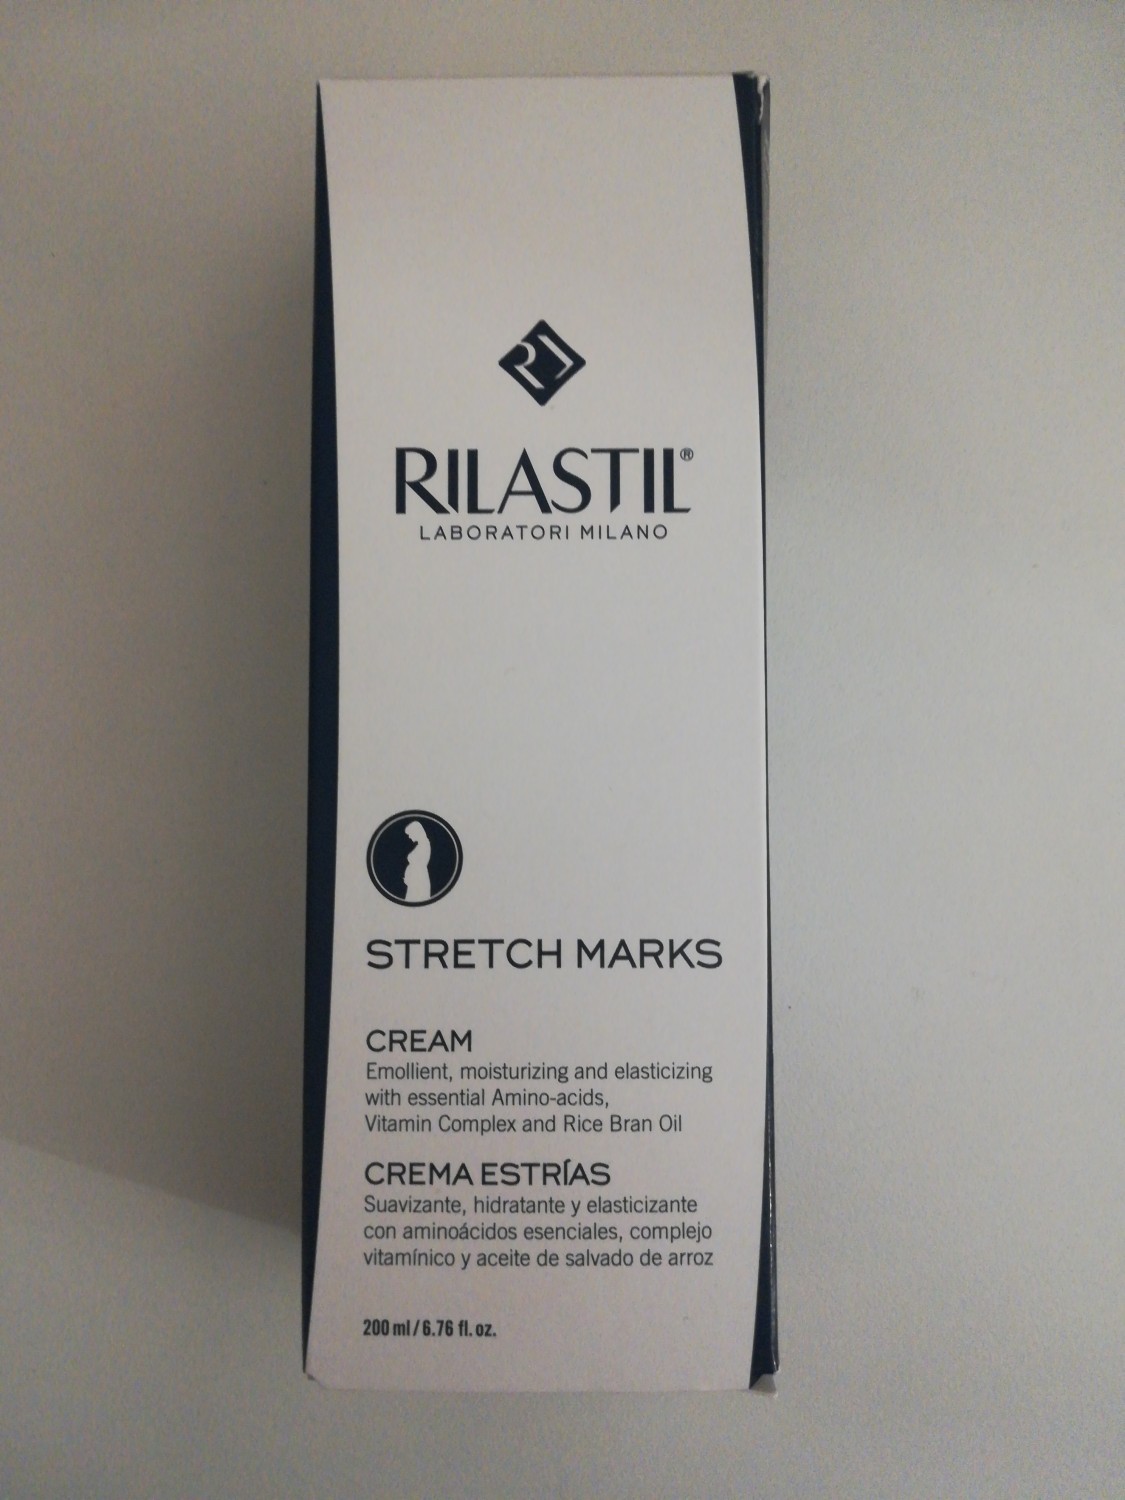 RILASTIL®
LABORATORI MILANO
STRETCH MARKS
CREAM
Emollient, moisturizing and elasticizing
with essential Amino-acids,
Vitamin Complex and Rice Bran Oil
CREMA ESTRÍAS
Suavizante, hidratante y elasticizante
con aminoácidos esenciales, complejo
vitamínico y aceite de salvado de arroz
200 ml / 6.76 fl. oz.